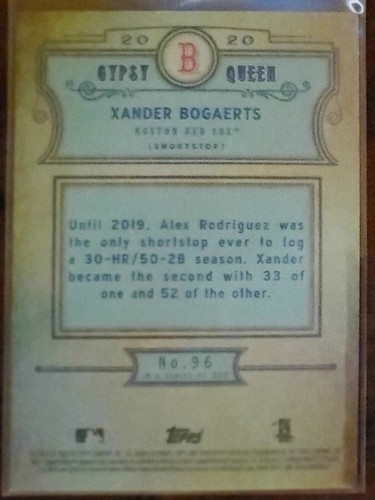 20 B 20
GYPSY QUEEN
XANDER BOGAERTS
BOSTON RED SOX®
(SHORTSTOP)
Until 2019, Alex Rodriguez was
the only shortstop ever to log
a 30-HR/50-2B season. Xander
became the second with 33 of
one and 52 of the other.
No. 96
TOPPS